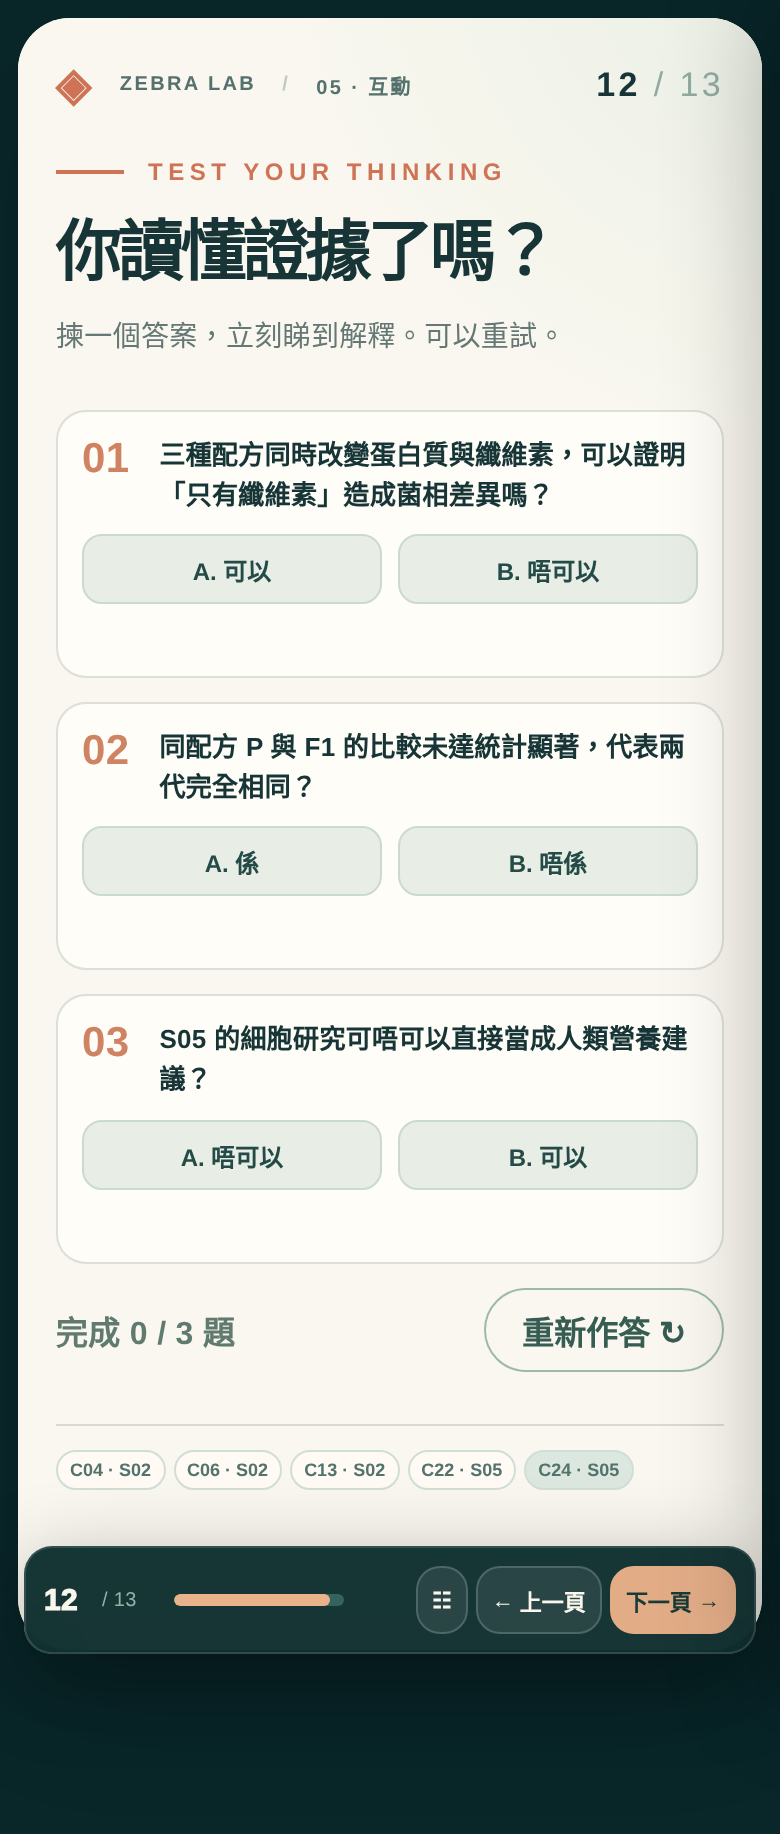 ZEBRA LAB / 05 · 互動 12 / 13
TEST YOUR THINKING
你讀懂證據了嗎？
揀一個答案，立刻睇到解釋。可以重試。
01 三種配方同時改變蛋白質與纖維素，可以證明
「只有纖維素」造成菌相差異嗎？
A. 可以 B. 唔可以
02 同配方 P 與 F1 的比較未達統計顯著，代表兩
代完全相同？
A. 係 B. 唔係
03 S05 的細胞研究可唔可以直接當成人類營養建
議？
A. 唔可以 B. 可以
完成 0 / 3 題 重新作答 ↻
C04 · S02 C06 · S02 C13 · S02 C22 · S05 C24 · S05
12 / 13 ☷ ← 上一頁 下一頁 →